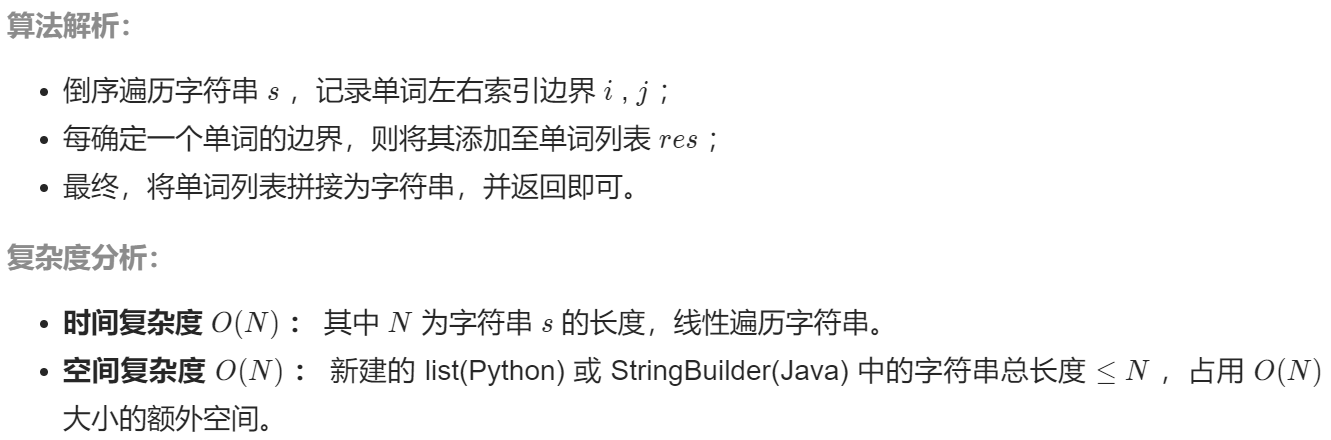 算法解析：
• 倒序遍历字符串 s ，记录单词左右索引边界 i , j ；
• 每确定一个单词的边界，则将其添加至单词列表 res ；
• 最终，将单词列表拼接为字符串，并返回即可。
复杂度分析：
• 时间复杂度 O(N) ： 其中 N 为字符串 s 的长度，线性遍历字符串。
• 空间复杂度 O(N) ： 新建的 list(Python) 或 StringBuilder(Java) 中的字符串总长度 ≤ N ，占用 O(N)
大小的额外空间。